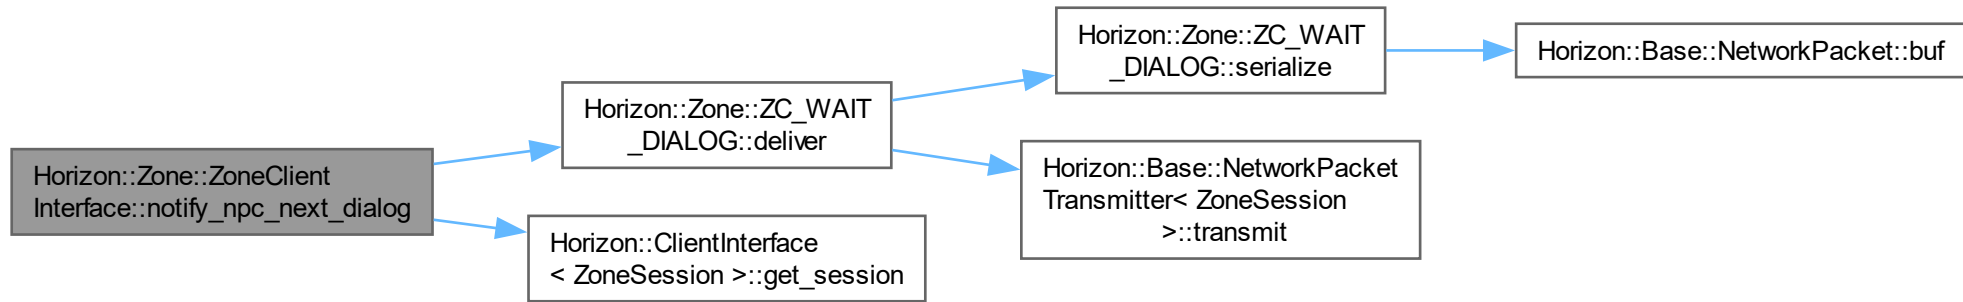 Horizon::Zone::ZoneClient
Interface::notify_npc_next_dialog
Horizon::Zone::ZC_WAIT
_DIALOG::deliver
Horizon::ClientInterface
< ZoneSession >::get_session
Horizon::Zone::ZC_WAIT
_DIALOG::serialize
Horizon::Base::NetworkPacket
Transmitter< ZoneSession
>::transmit
Horizon::Base::NetworkPacket::buf